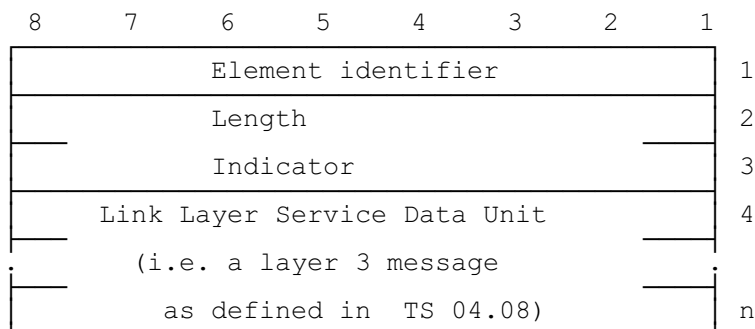 8 7 6 5 4 3 2 1
Element identifier 1
Length 2
Indicator 3
Link Layer Service Data Unit 4
. (i.e. a layer 3 message .
as defined in TS 04.08) n